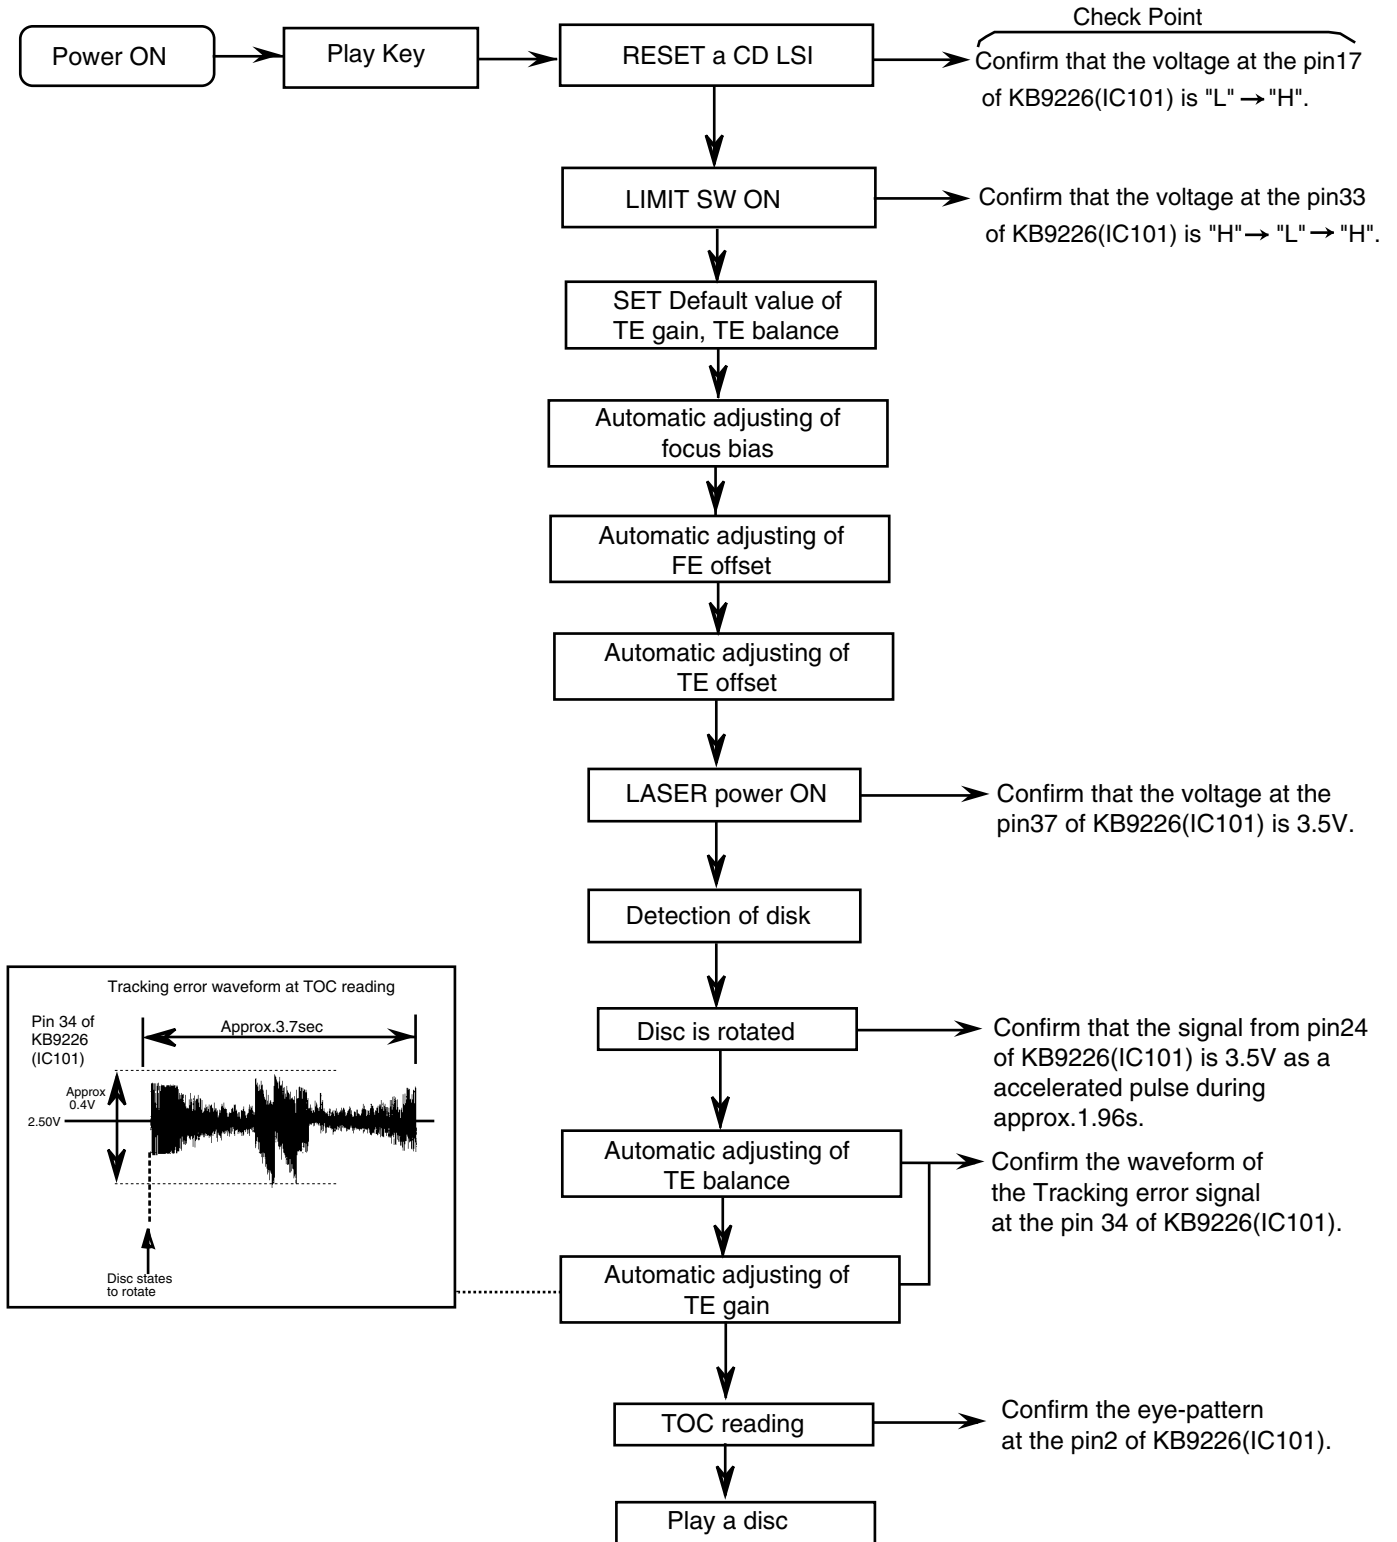 Check Point
Power ON
Play Key
RESET a CD LSI
Confirm that the voltage at the pin17
of KB9226(IC101) is "L" → "H".
LIMIT SW ON
Confirm that the voltage at the pin33
of KB9226(IC101) is "H" → "L" → "H".
SET Default value of
TE gain, TE balance
Automatic adjusting of
focus bias
Automatic adjusting of
FE offset
Automatic adjusting of
TE offset
LASER power ON
Confirm that the voltage at the
pin37 of KB9226(IC101) is 3.5V.
Detection of disk
Disc is rotated
Confirm that the signal from pin24
of KB9226(IC101) is 3.5V as a
accelerated pulse during
approx.1.96s.
Tracking error waveform at TOC reading
Pin 34 of
KB9226
(IC101)
Approx.3.7sec
Approx
0.4V
2.50V
Disc states
to rotate
Automatic adjusting of
TE balance
Confirm the waveform of
the Tracking error signal
at the pin 34 of KB9226(IC101).
Automatic adjusting of
TE gain
TOC reading
Confirm the eye-pattern
at the pin2 of KB9226(IC101).
Play a disc